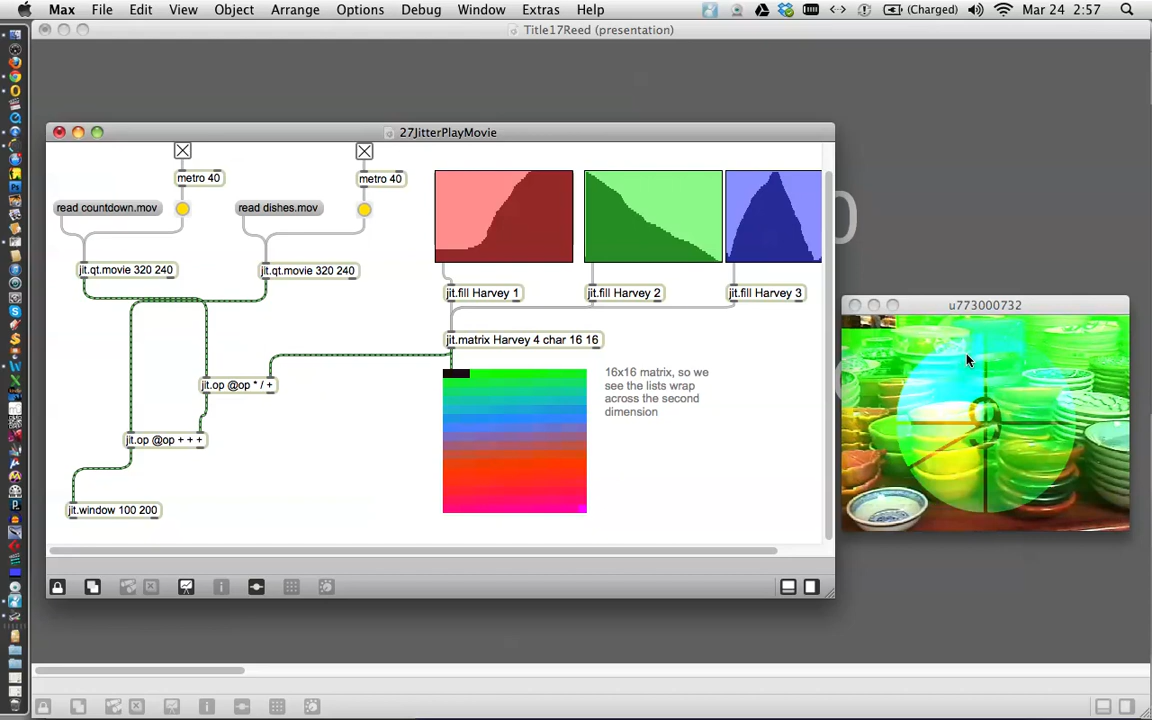 Max File Edit View Object Arrange Options Debug Window Extras Help (Charged) Mar 24 2:57
Title17Reed (presentation)
27JitterPlayMovie
metro 40
metro 40
read countdown.mov
read dishes.mov
jit.qt.movie 320 240
jit.qt.movie 320 240
jit.fill Harvey 1
jit.fill Harvey 2
jit.fill Harvey 3
u773000732
jit.matrix Harvey 4 char 16 16
16x16 matrix, so we
see the lists wrap
across the second
dimension
jit.op @op * / +
jit.op @op + + +
jit.window 100 200